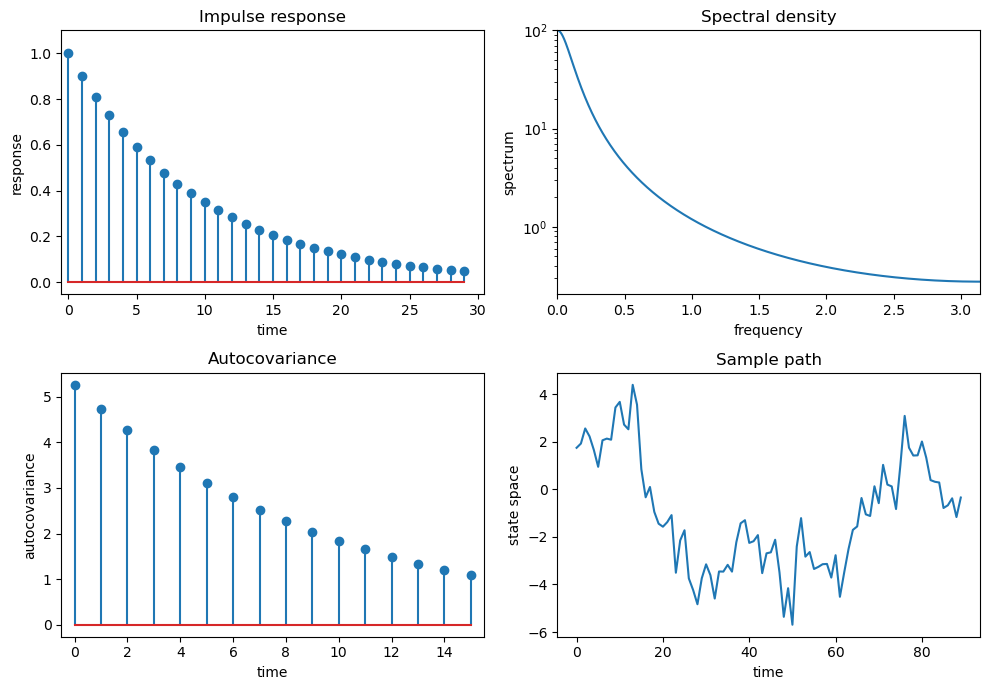 Impulse response
1.0
0.8
0.6
0.4
0.2
0.0
response
0 5 10 15 20 25 30
time
Spectral density
10²
10¹
10⁰
spectrum
0.0 0.5 1.0 1.5 2.0 2.5 3.0
frequency
Autocovariance
5
4
3
2
1
0
autocovariance
0 2 4 6 8 10 12 14
time
Sample path
4
2
0
−2
−4
−6
state space
0 20 40 60 80
time